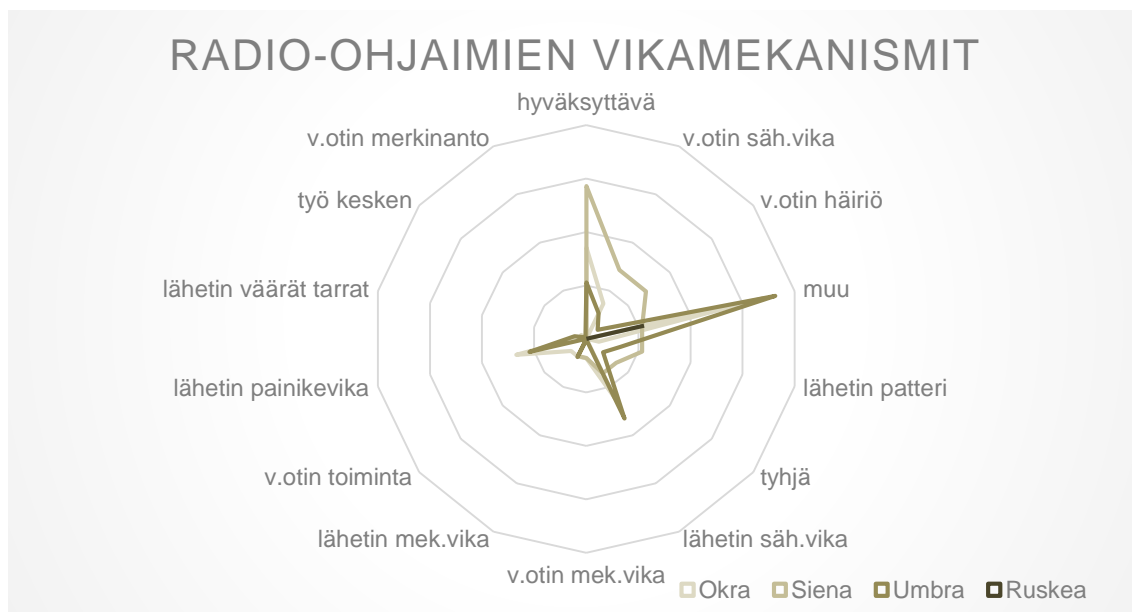 RADIO-OHJAIMIEN VIKAMEKANISMIT
hyväksyttävä
v.otin säh.vika
v.otin häiriö
muu
lähetin patteri
tyhjä
lähetin säh.vika
v.otin mek.vika
lähetin mek.vika
v.otin toiminta
lähetin painikevika
lähetin väärät tarrat
työ kesken
v.otin merkinanto
Okra Siena Umbra Ruskea